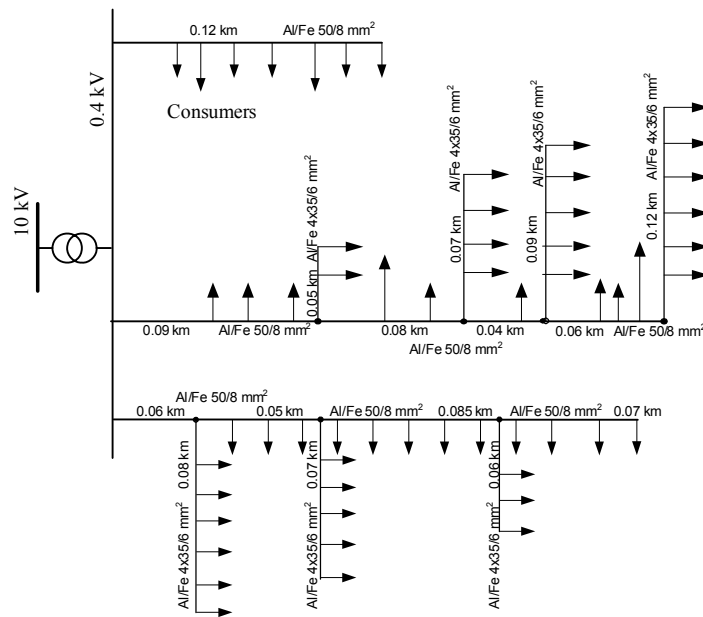 0.12 km Al/Fe 50/8 mm²
0.4 kV
Consumers
10 kV
Al/Fe 4x35/6 mm²
0.05 km
Al/Fe 4x35/6 mm²
0.07 km
Al/Fe 4x35/6 mm²
0.09 km
Al/Fe 4x35/6 mm²
0.12 km
0.09 km Al/Fe 50/8 mm² 0.08 km 0.04 km 0.06 km Al/Fe 50/8 mm²
Al/Fe 50/8 mm²
Al/Fe 50/8 mm²
0.06 km 0.05 km Al/Fe 50/8 mm² 0.085 km Al/Fe 50/8 mm² 0.07 km
0.08 km
Al/Fe 4x35/6 mm²
0.07 km
Al/Fe 4x35/6 mm²
0.06 km
Al/Fe 4x35/6 mm²